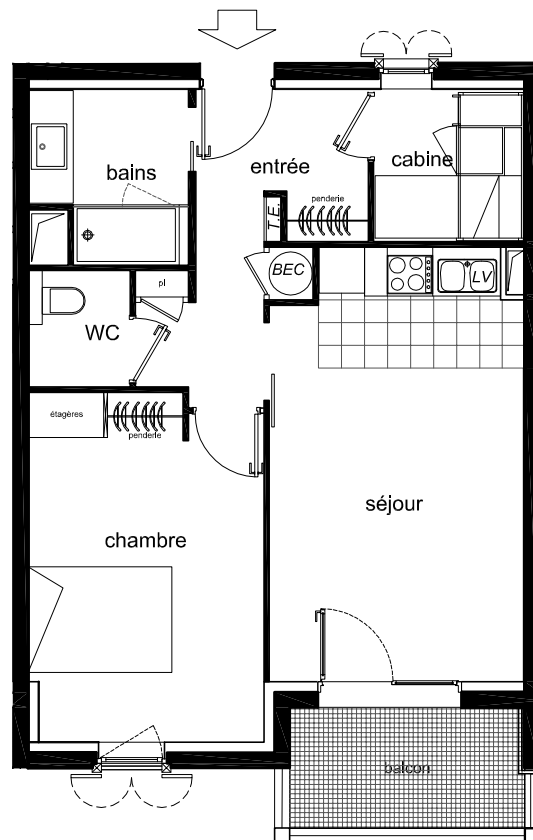 bains
entrée
cabine
penderie
T.E.
BEC
LV
pl
WC
étagères
penderie
séjour
chambre
balcon